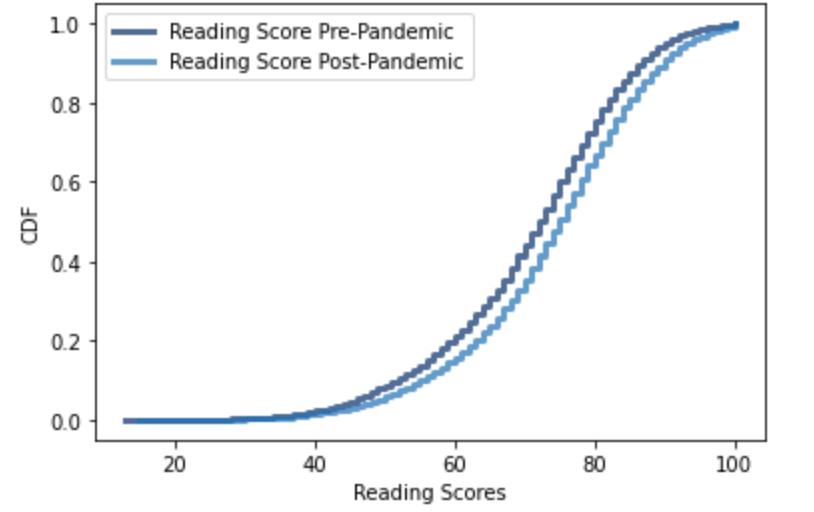 Reading Score Pre-Pandemic
Reading Score Post-Pandemic
1.0
0.8
0.6
0.4
0.2
0.0
CDF
20 40 60 80 100
Reading Scores